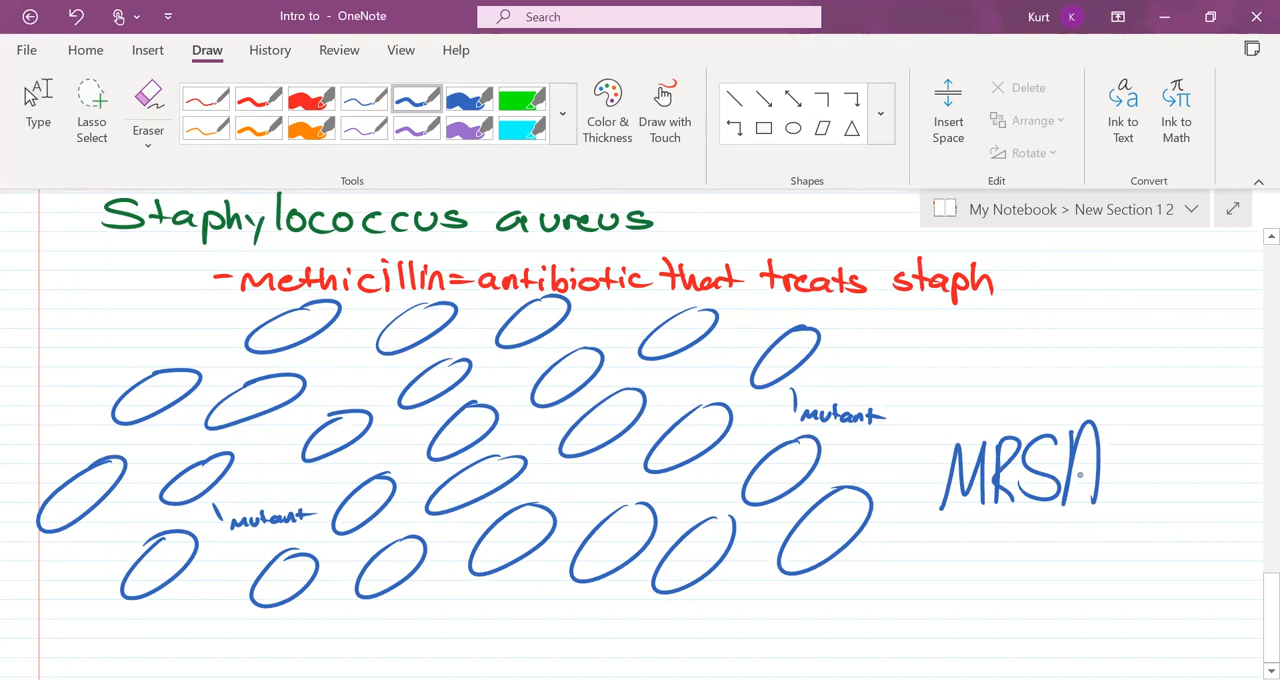 Intro to - OneNote
Search
Kurt
K
File Home Insert Draw History Review View Help
Type
Lasso Select
Eraser
Color & Thickness
Draw with Touch
Insert Space
Delete
Arrange
Rotate
Ink to Text
Ink to Math
Tools
Shapes
Edit
Convert
My Notebook > New Section 1 2
Staphylococcus aureus
- methicillin = antibiotic that treats staph
mutant
MRSA
mutant